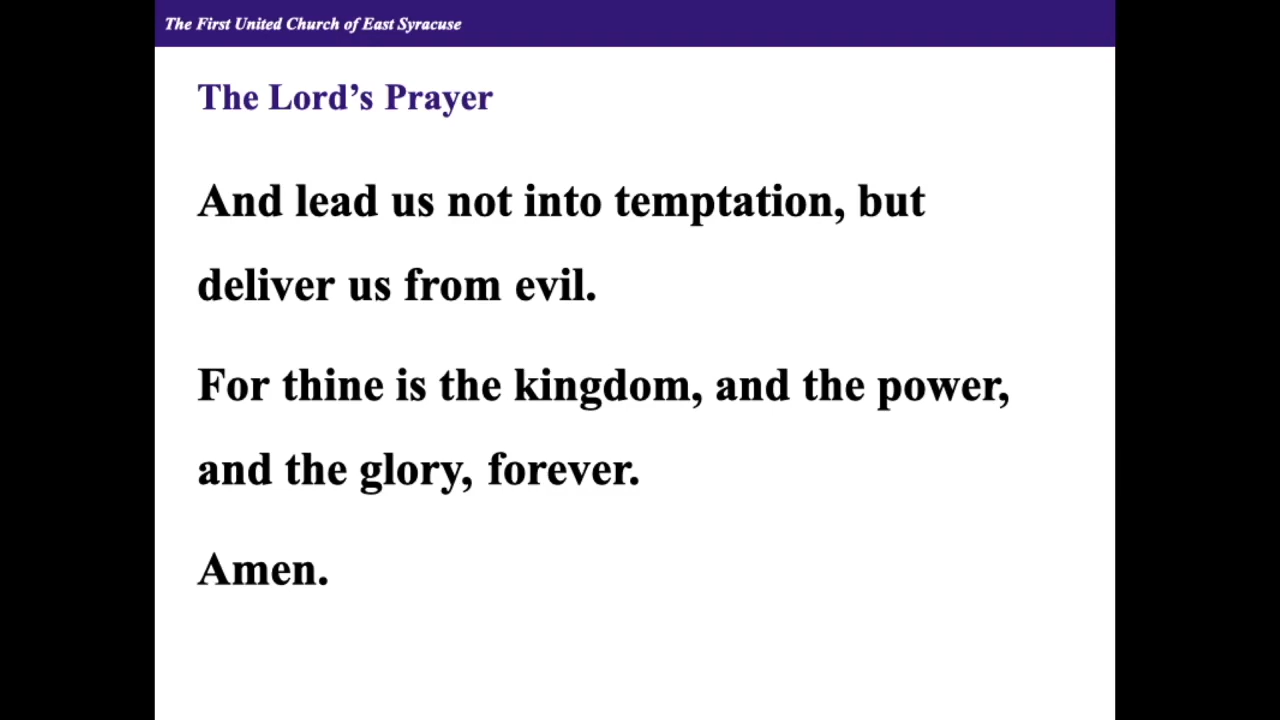 The First United Church of East Syracuse
The Lord’s Prayer
And lead us not into temptation, but
deliver us from evil.
For thine is the kingdom, and the power,
and the glory, forever.
Amen.